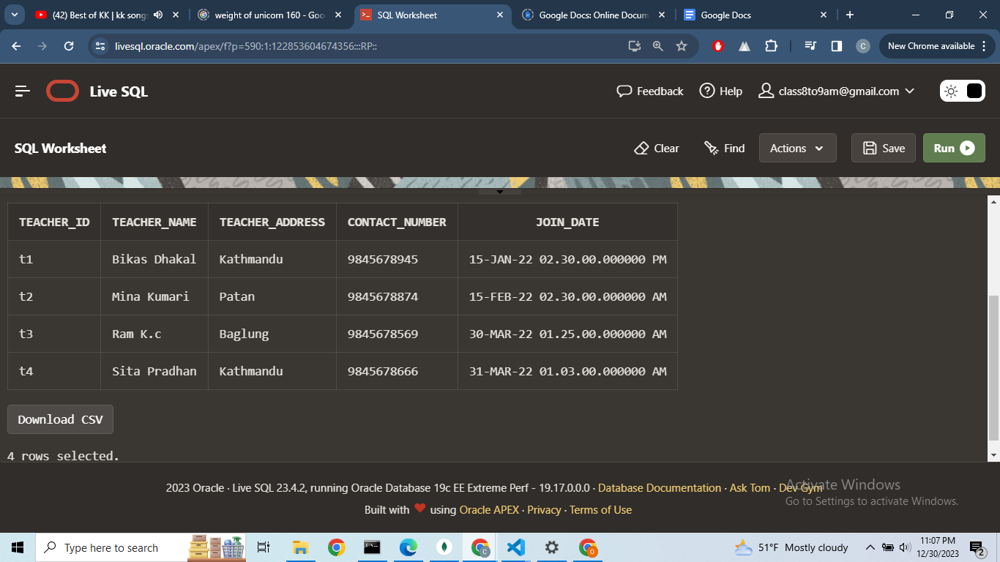 (42) Best of KK | kk songs
weight of unicorn 160 - Goo
SQL Worksheet
Google Docs: Online Docum
Google Docs
livesql.oracle.com/apex/f?p=590:1:122853604674356:::RP::
C
New Chrome available
Live SQL
Feedback
Help
class8to9am@gmail.com
SQL Worksheet
Clear
Find
Actions
Save
Run
TEACHER_ID TEACHER_NAME TEACHER_ADDRESS CONTACT_NUMBER JOIN_DATE
t1 Bikas Dhakal Kathmandu 9845678945 15-JAN-22 02.30.00.000000 PM
t2 Mina Kumari Patan 9845678874 15-FEB-22 02.30.00.000000 AM
t3 Ram K.c Baglung 9845678569 30-MAR-22 01.25.00.000000 AM
t4 Sita Pradhan Kathmandu 9845678666 31-MAR-22 01.03.00.000000 AM
Download CSV
4 rows selected.
2023 Oracle · Live SQL 23.4.2, running Oracle Database 19c EE Extreme Perf - 19.17.0.0.0 · Database Documentation · Ask Tom · Dev Gym
Built with ❤ using Oracle APEX · Privacy · Terms of Use
Activate Windows
Go to Settings to activate Windows.
Type here to search
C
O
51°F Mostly cloudy
11:07 PM
12/30/2023
2